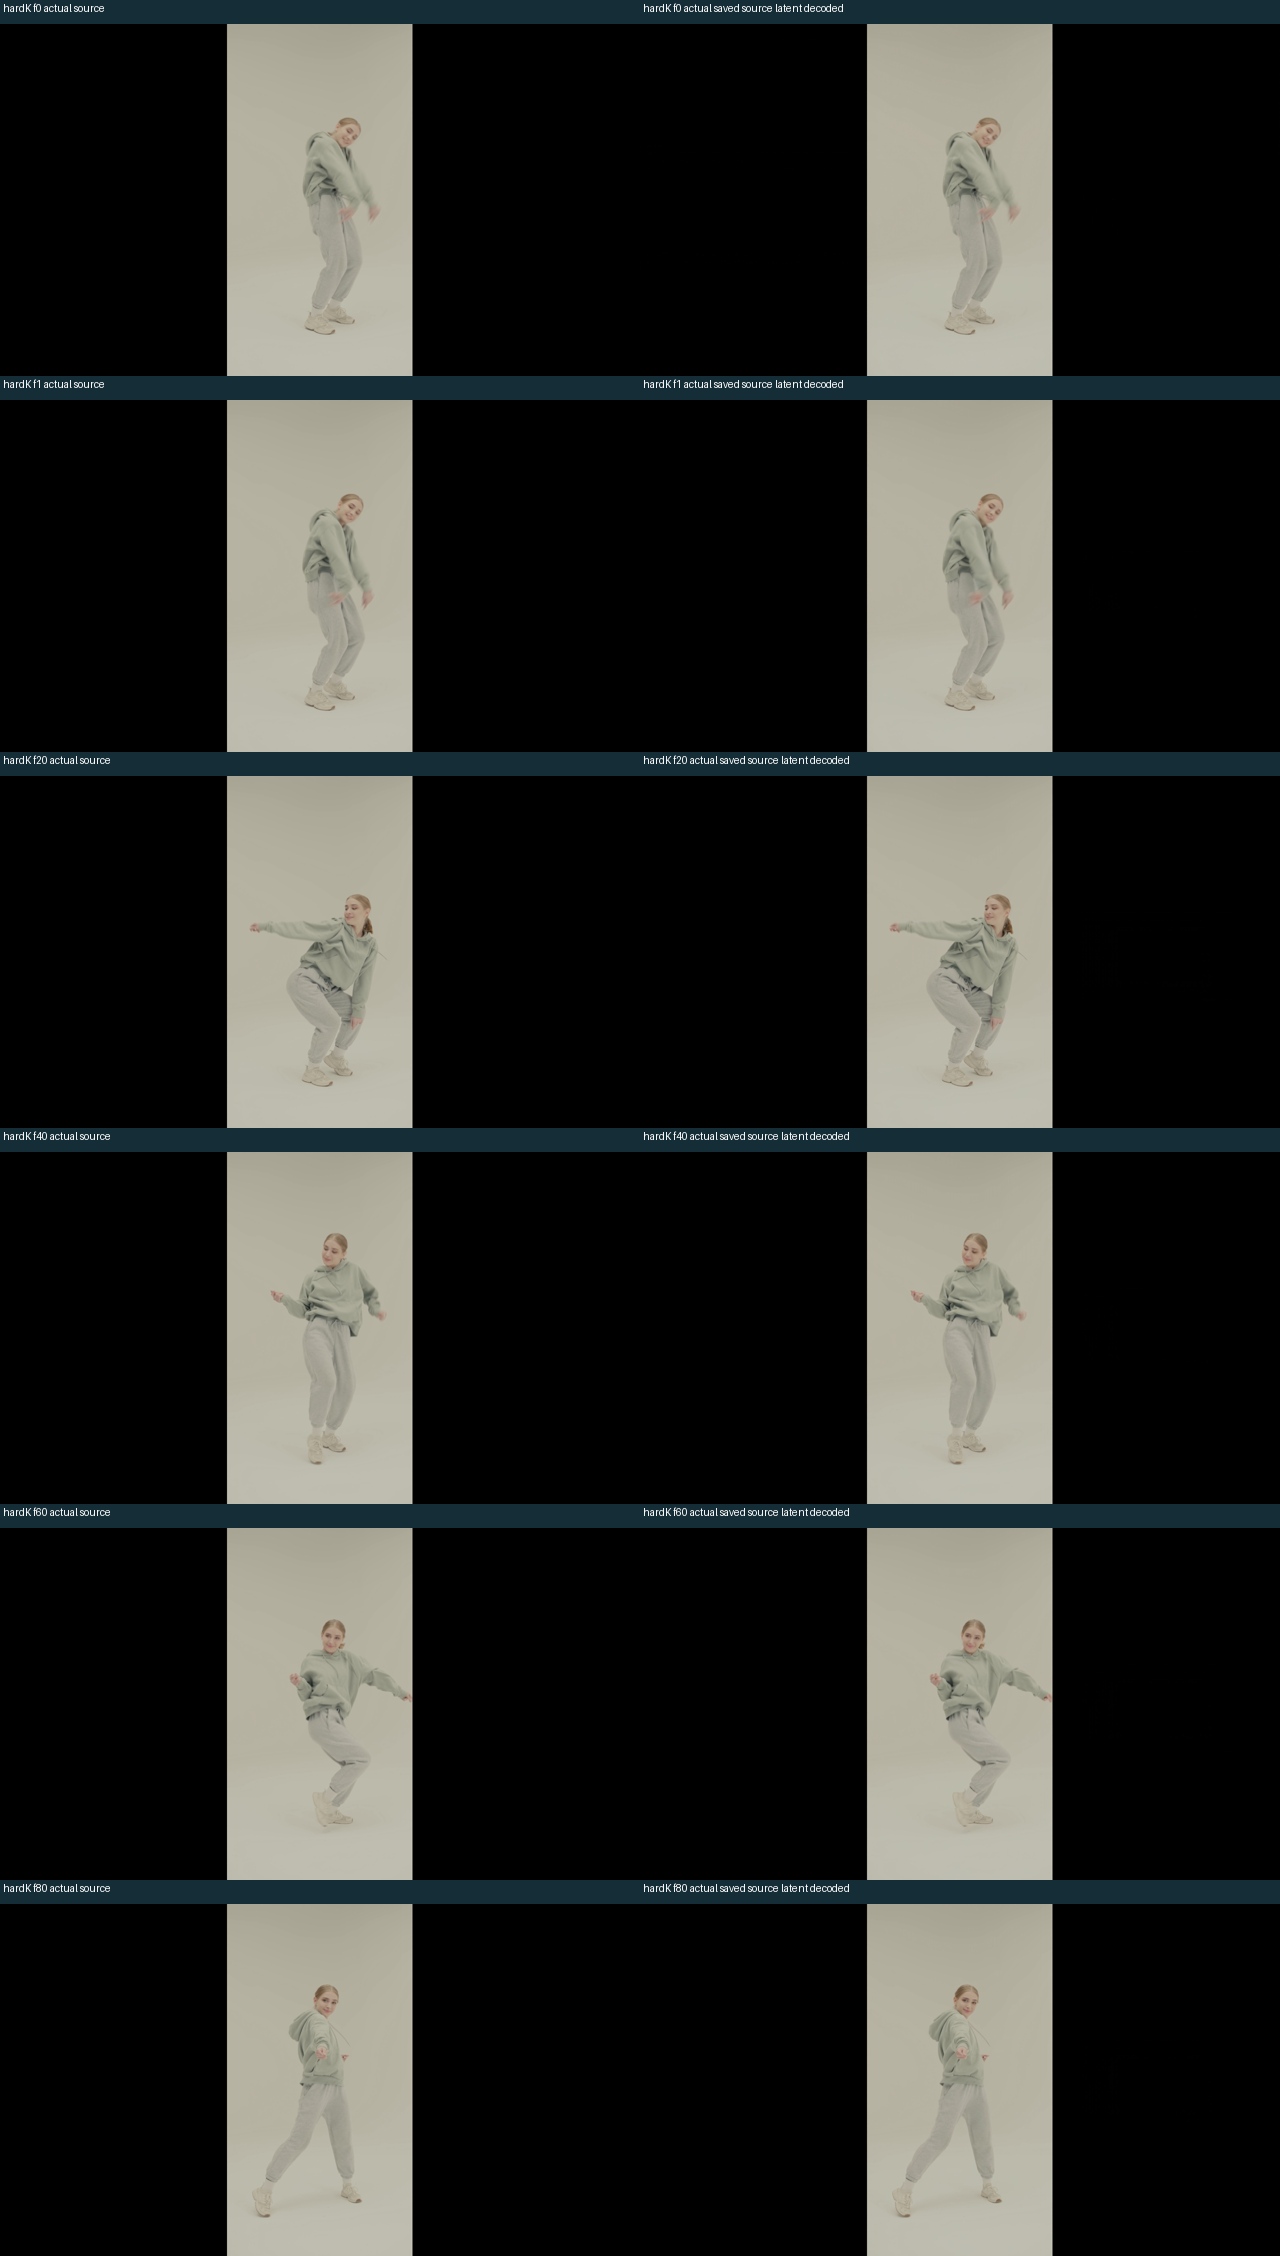 hardK f0 actual source
hardK f0 actual saved source latent decoded
hardK f1 actual source
hardK f1 actual saved source latent decoded
hardK f20 actual source
hardK f20 actual saved source latent decoded
hardK f40 actual source
hardK f40 actual saved source latent decoded
hardK f60 actual source
hardK f60 actual saved source latent decoded
hardK f80 actual source
hardK f80 actual saved source latent decoded